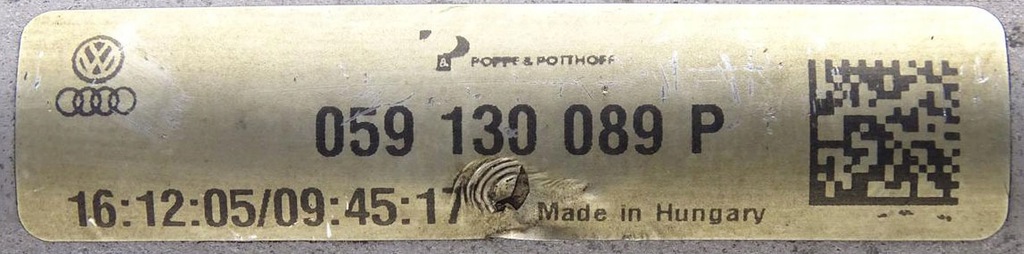 P&P POPPE & POTTHOFF
059 130 089 P
16:12:05/09:45:17
Made in Hungary